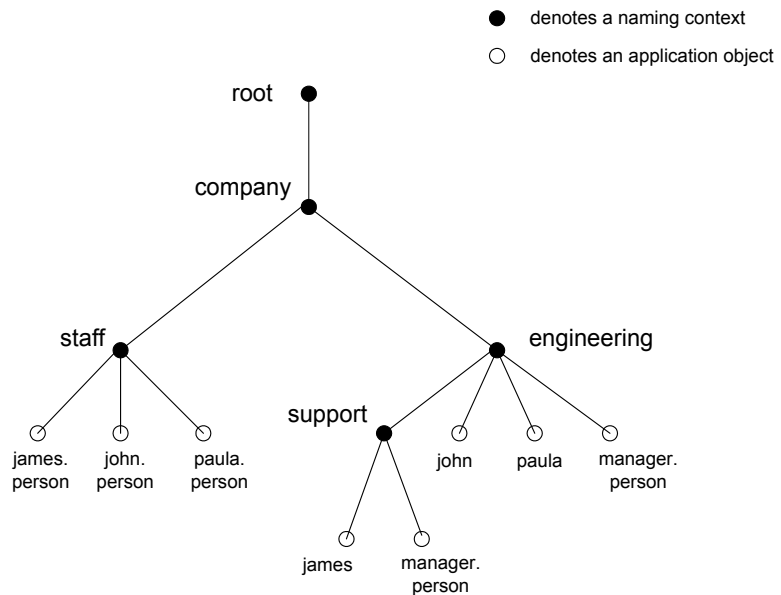 denotes a naming context
denotes an application object
root
company
staff
engineering
support
james.
person
john.
person
paula.
person
john
paula
manager.
person
james
manager.
person